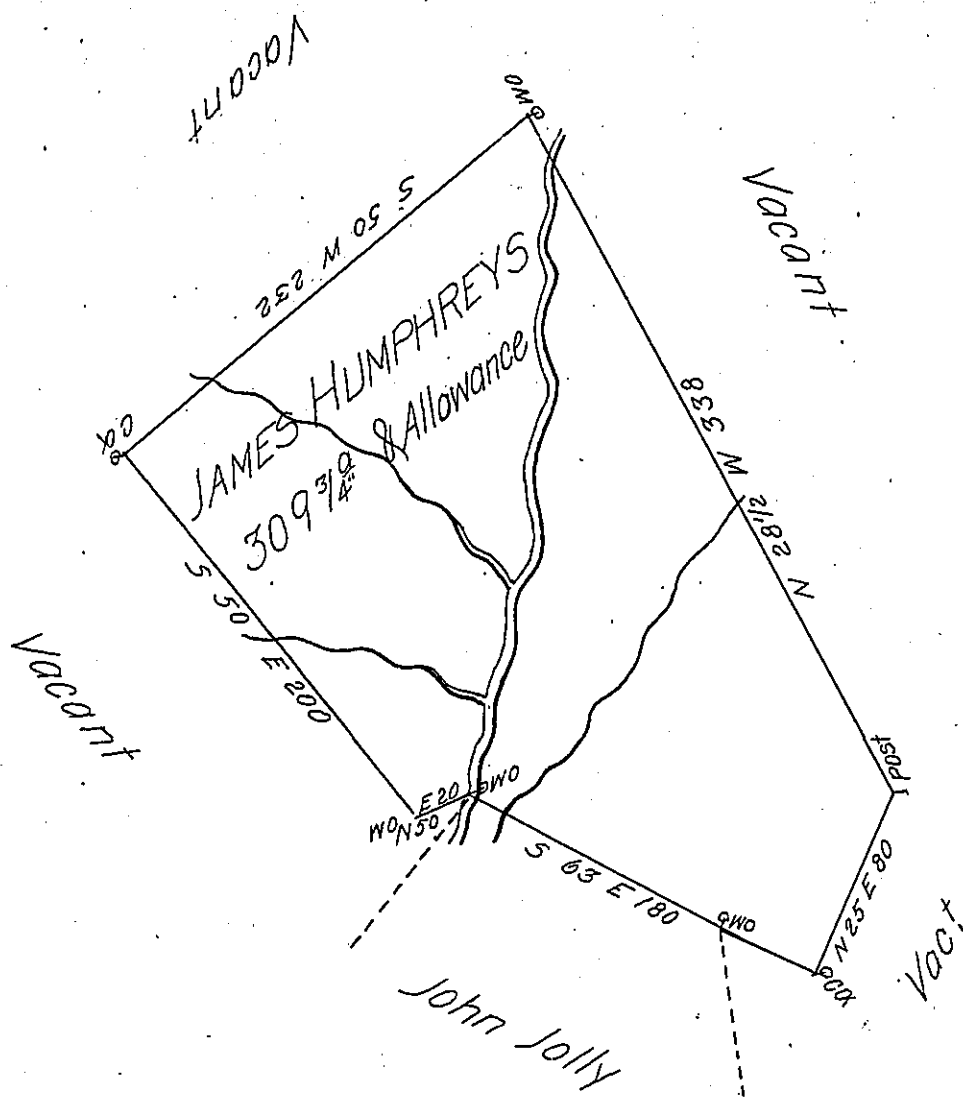 Vacant
WO
S 50 W 232
Vacant
JAMES HUMPHREYS
309 3/4 a & Allowance
N 28 1/2 W 338
CO
S 50 E 200
Vacant
WO
N 50 E 20
WO
Post
S 63 E 180
WO
N 25 E 80
CO
Vac.t
John Jolly